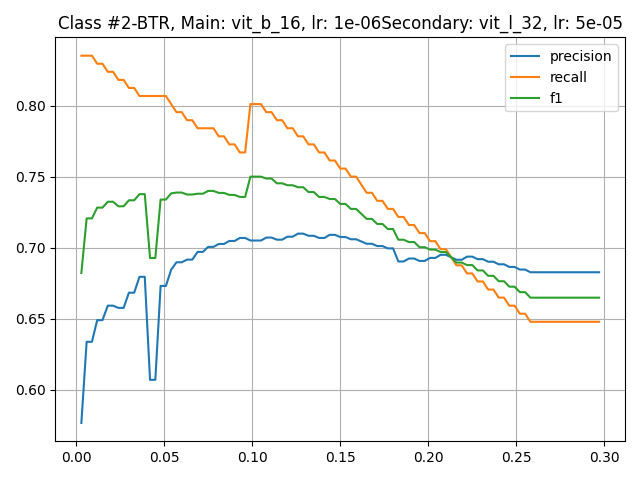 Class #2-BTR, Main: vit_b_16, lr: 1e-06Secondary: vit_l_32, lr: 5e-05
precision
recall
f1
0.80
0.75
0.70
0.65
0.60
0.00 0.05 0.10 0.15 0.20 0.25 0.30